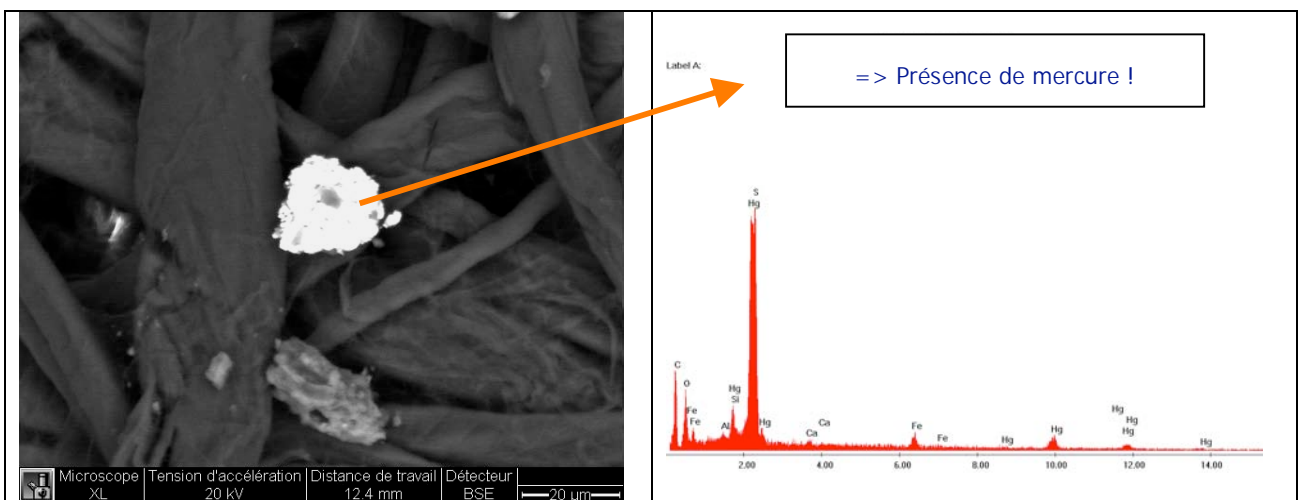 Microscope Tension d'accélération Distance de travail Détecteur
XL 20 kV 12.4 mm BSE 20 um
Label A:
=> Présence de mercure !
S
Hg
C
O
Fe
Fe
Al
Hg
Si
Hg
Ca
Ca
Fe
Fe
Hg
Hg
Hg
Hg
Hg
Hg
2.00 4.00 6.00 8.00 10.00 12.00 14.00